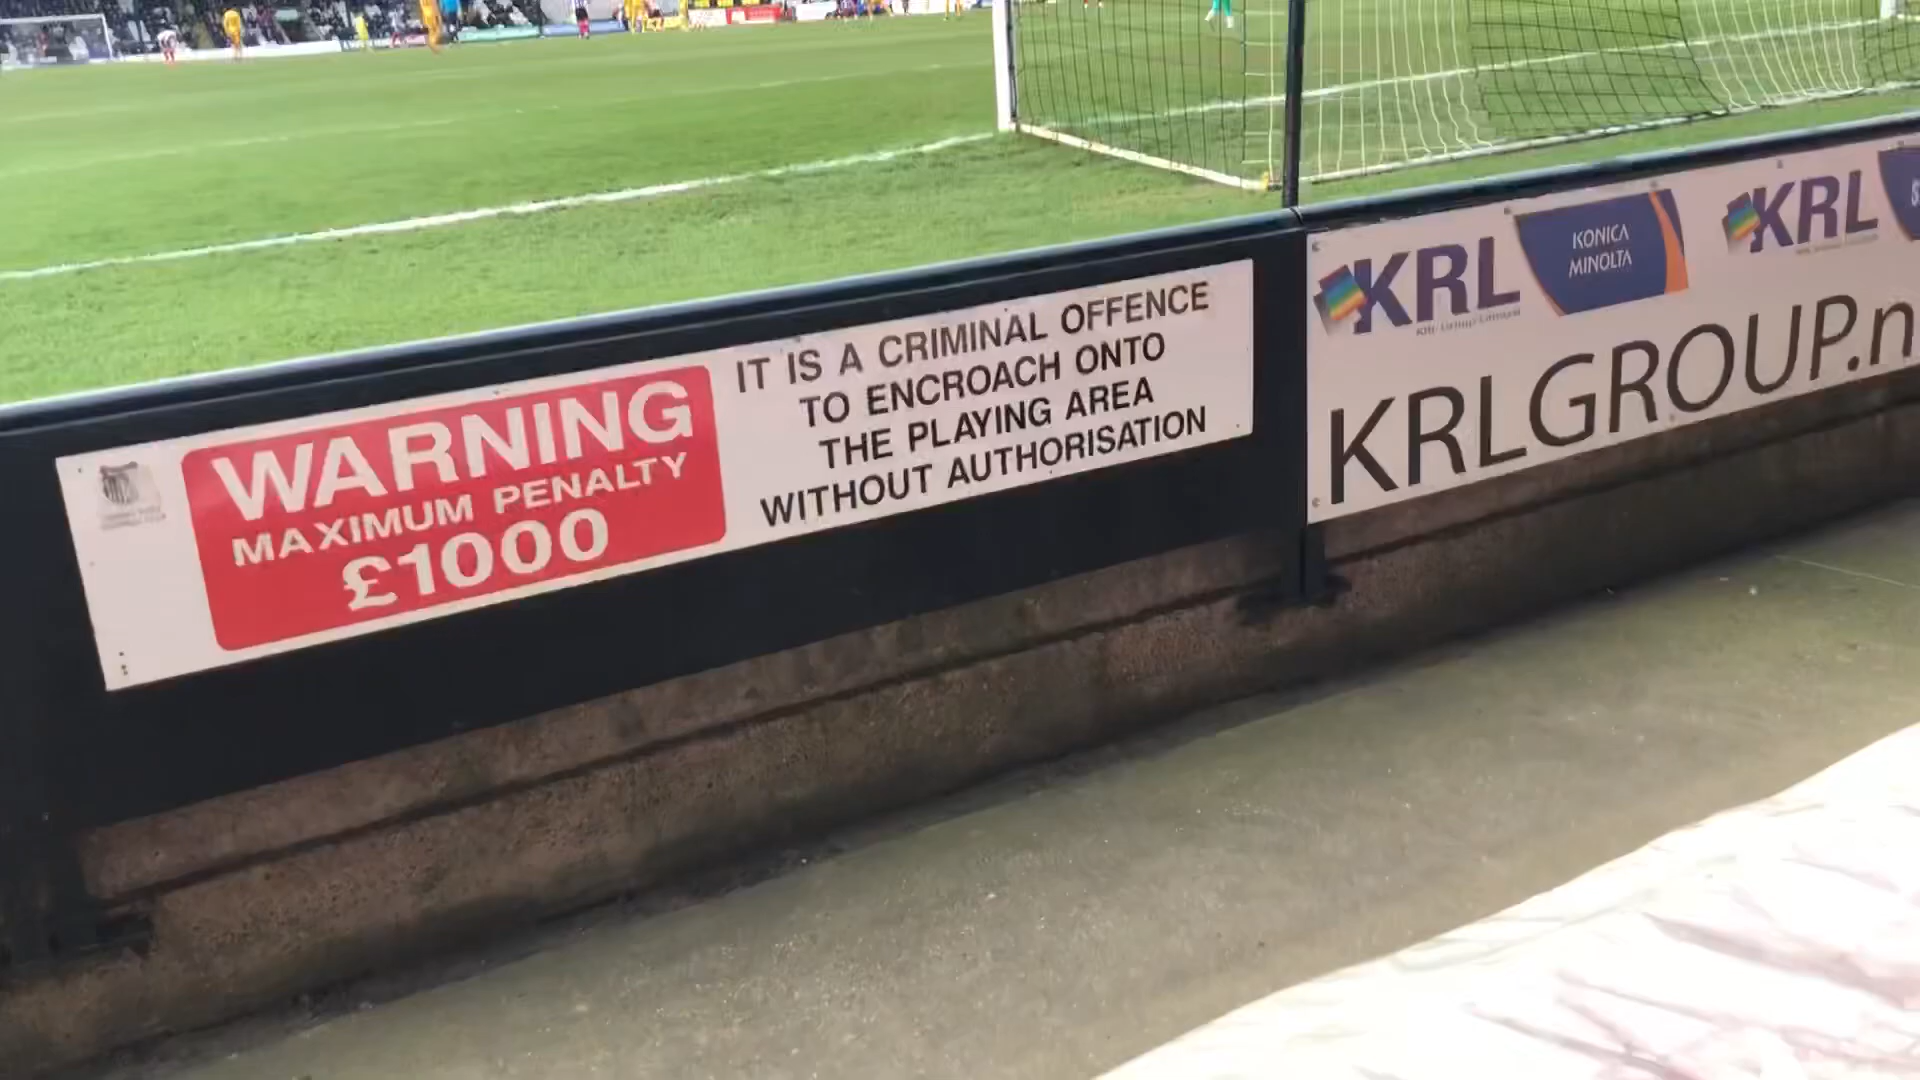 WARNING
MAXIMUM PENALTY
£1000
IT IS A CRIMINAL OFFENCE
TO ENCROACH ONTO
THE PLAYING AREA
WITHOUT AUTHORISATION
KRL
KONICA
MINOLTA
KRL
KRLGROUP.n